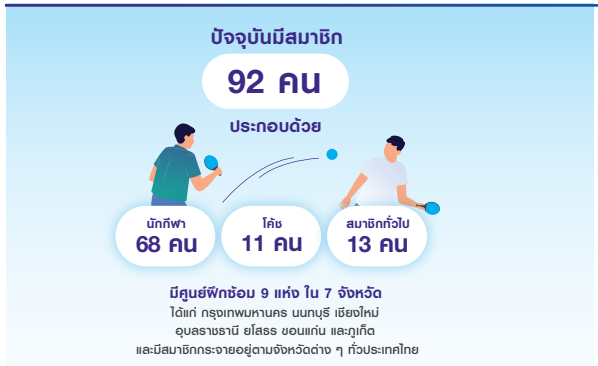 ปัจจุบันมีสมาชิก
92 คน
ประกอบด้วย
นักกีฬา
68 คน
โค้ช
11 คน
สมาชิกทั่วไป
13 คน
มีศูนย์ฝึกซ้อม 9 แห่ง ใน 7 จังหวัด
ได้แก่ กรุงเทพมหานคร นนทบุรี เชียงใหม่
อุบลราชธานี ยโสธร ขอนแก่น และภูเก็ต
และมีสมาชิกกระจายอยู่ตามจังหวัดต่าง ๆ ทั่วประเทศไทย